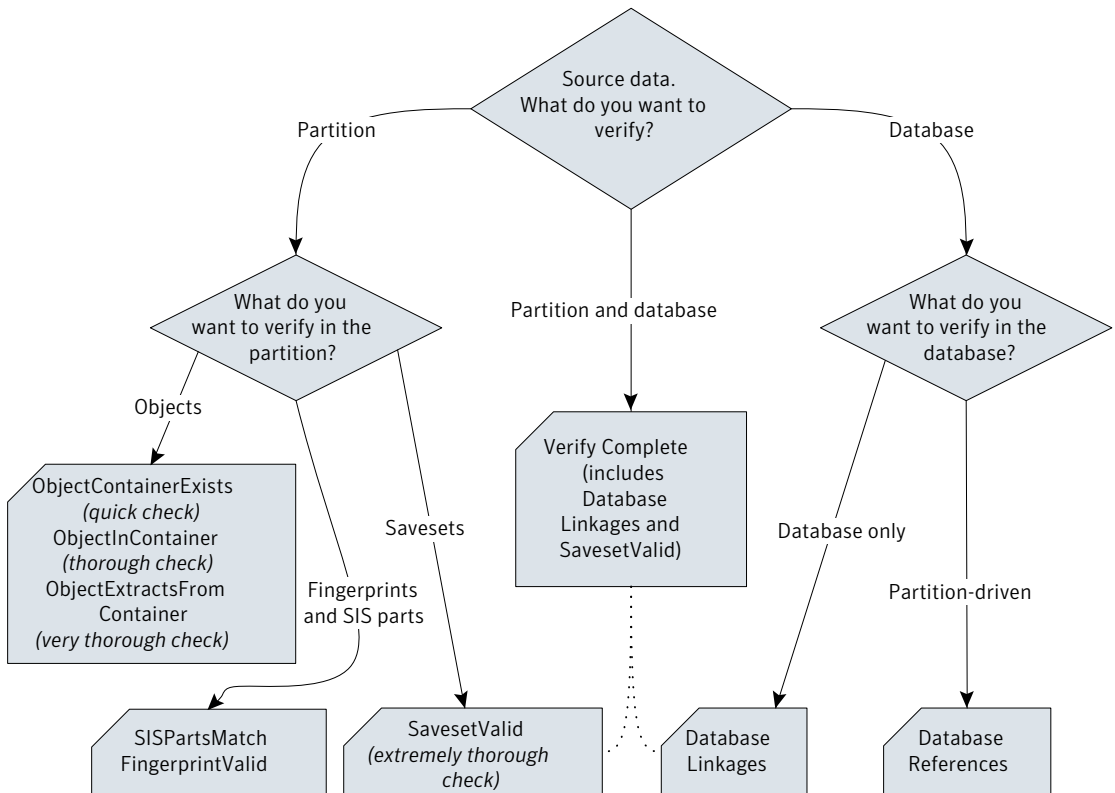 Source data.
What do you want to
verify?
Partition
Database
What do you
want to verify in the
partition?
Partition and database
What do you
want to verify in the
database?
Objects
ObjectContainerExists
(quick check)
ObjectInContainer
(thorough check)
ObjectExtractsFrom
Container
(very thorough check)
Savesets
Verify Complete
(includes
Database
Linkages and
SavesetValid)
Database only
Fingerprints
and SIS parts
Partition-driven
SISPartsMatch
FingerprintValid
SavesetValid
(extremely thorough
check)
Database
Linkages
Database
References